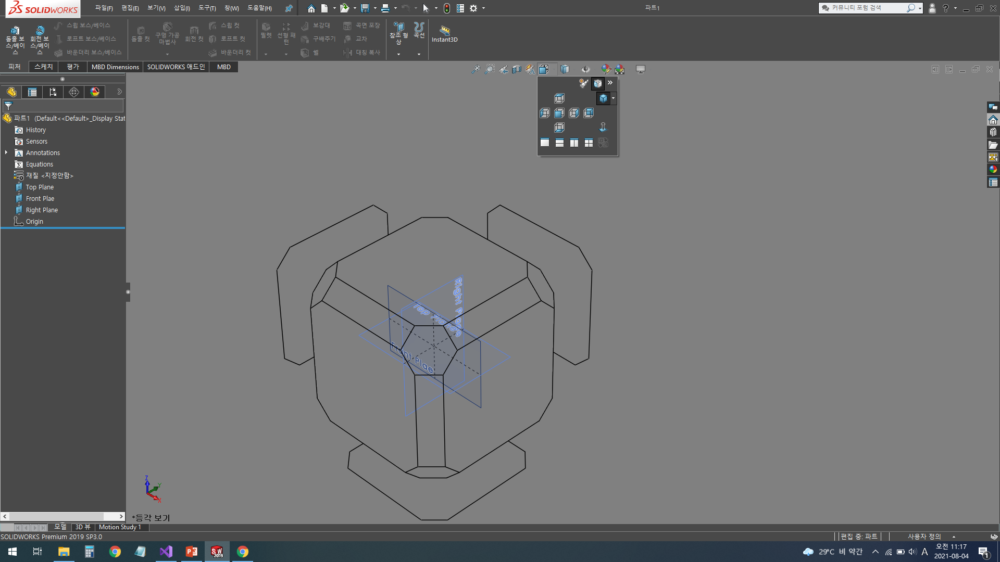 SOLIDWORKS 파일(F) 편집(E) 보기(V) 삽입(I) 도구(T) 창(W) 도움말(H) 파트1 커뮤니티 포럼 검색 ?
돌출 보스/베이스
회전 보스/베이스
스윕 보스/베이스
로프트 보스/베이스
바운더리 보스/베이스
돌출 컷
구멍 가공 마법사
회전 컷
스윕 컷
로프트 컷
바운더리 컷
필렛
선형 패턴
보강대
구배주기
쉘
곡면 포장
교차
대칭 복사
참조 형상
곡선
Instant3D
피처 스케치 평가 MBD Dimensions SOLIDWORKS 애드인 MBD
파트1 (Default<<Default>_Display Stat
History
Sensors
Annotations
Equations
재질 <지정안함>
Top Plane
Front Plae
Right Plane
Origin
Right Plane
Top Plane
Front Plae
Z
Y
X
*등각 보기
모델 3D 뷰 Motion Study 1
SOLIDWORKS Premium 2019 SP3.0 편집 중: 파트 사용자 정의
SW 2019
29°C 비 약간 A 오전 11:17
2021-08-04
1